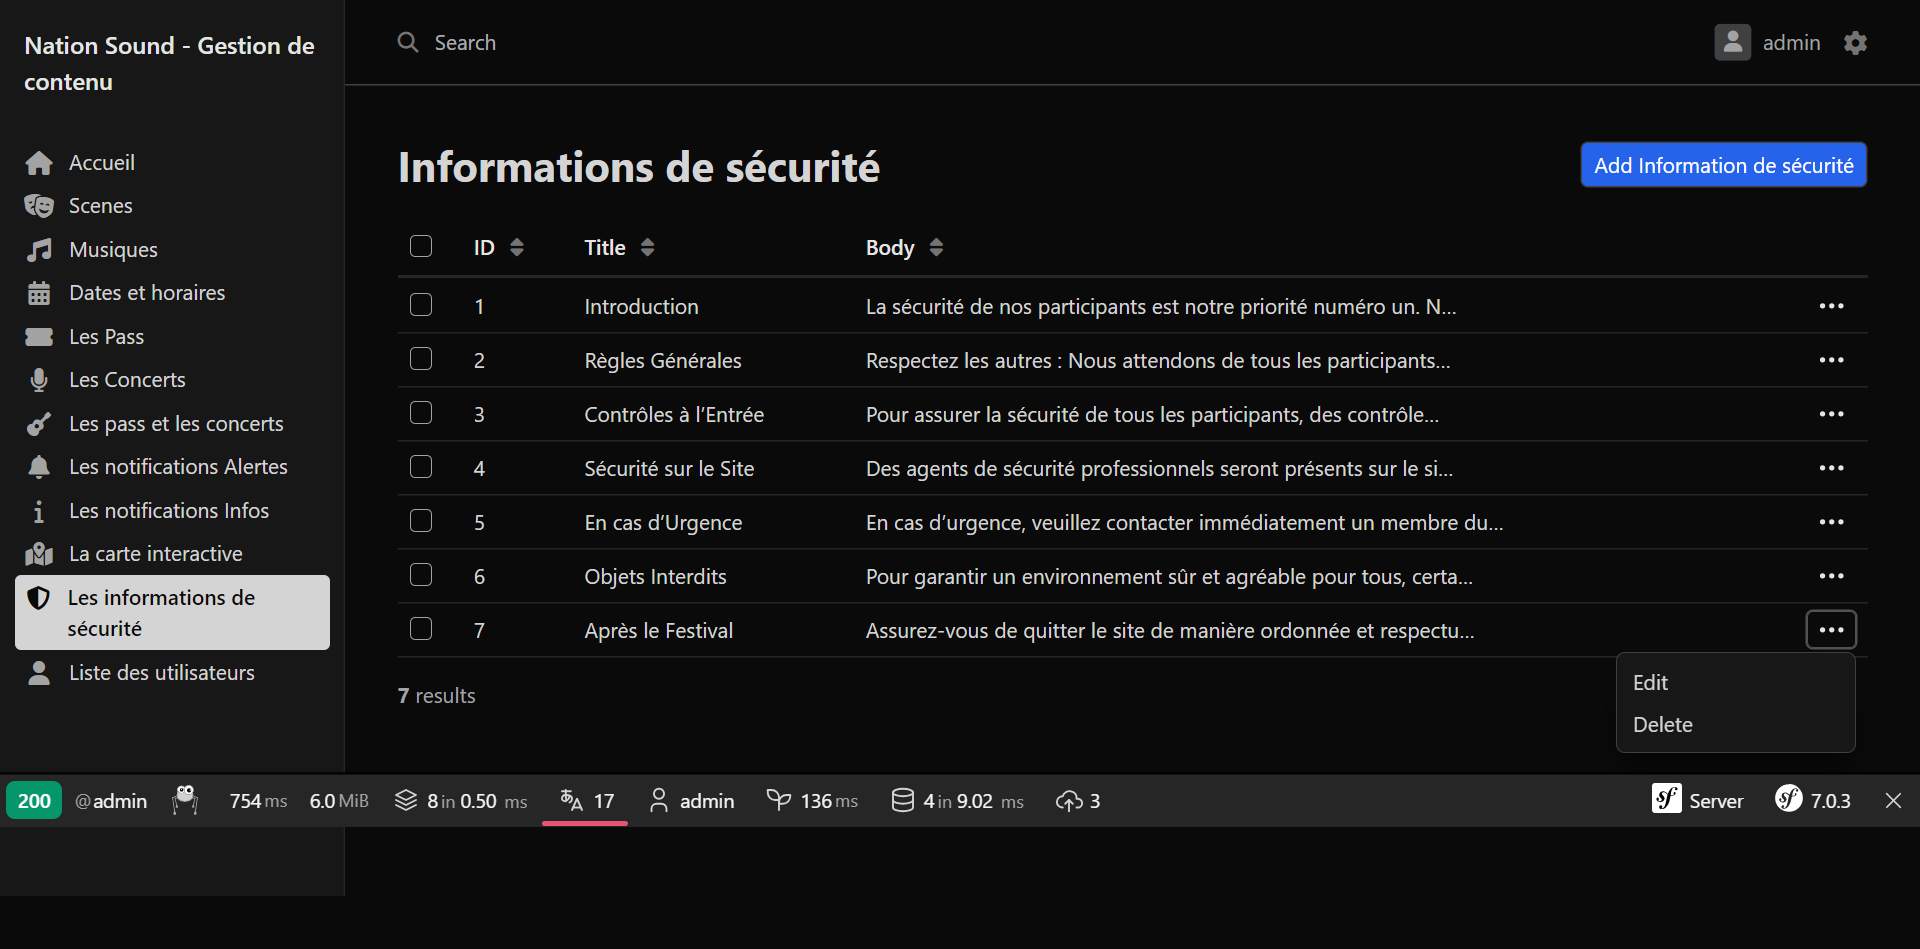 Nation Sound - Gestion de
contenu
Search
admin
Accueil
Scenes
Musiques
Dates et horaires
Les Pass
Les Concerts
Les pass et les concerts
Les notifications Alertes
Les notifications Infos
La carte interactive
Les informations de
sécurité
Liste des utilisateurs
Informations de sécurité
Add Information de sécurité
ID Title Body
1 Introduction La sécurité de nos participants est notre priorité numéro un. N...
2 Règles Générales Respectez les autres : Nous attendons de tous les participants...
3 Contrôles à l’Entrée Pour assurer la sécurité de tous les participants, des contrôle...
4 Sécurité sur le Site Des agents de sécurité professionnels seront présents sur le si...
5 En cas d’Urgence En cas d’urgence, veuillez contacter immédiatement un membre du...
6 Objets Interdits Pour garantir un environnement sûr et agréable pour tous, certa...
7 Après le Festival Assurez-vous de quitter le site de manière ordonnée et respectu...
Edit
Delete
7 results
200 @admin 754 ms 6.0 MiB 8 in 0.50 ms 17 admin 136 ms 4 in 9.02 ms 3 sf Server sf 7.0.3